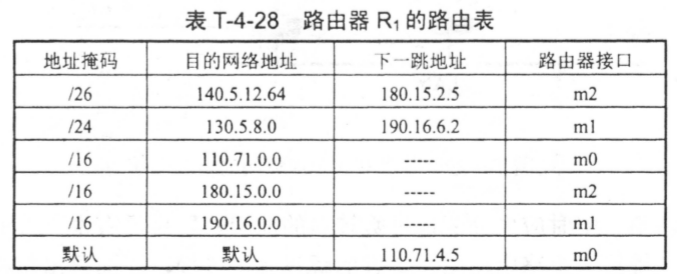 表 T-4-28 路由器 R₁ 的路由表
地址掩码 目的网络地址 下一跳地址 路由器接口
/26 140.5.12.64 180.15.2.5 m2
/24 130.5.8.0 190.16.6.2 m1
/16 110.71.0.0 ----- m0
/16 180.15.0.0 ----- m2
/16 190.16.0.0 ----- m1
默认 默认 110.71.4.5 m0